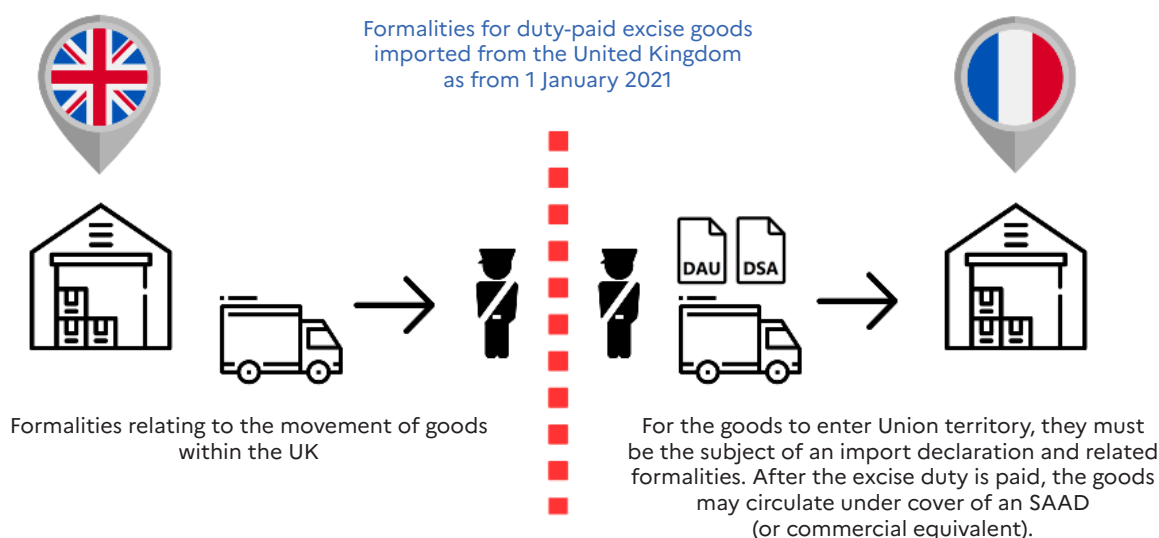 Formalities for duty-paid excise goods
imported from the United Kingdom
as from 1 January 2021
DAU
DSA
Formalities relating to the movement of goods
within the UK
For the goods to enter Union territory, they must
be the subject of an import declaration and related
formalities. After the excise duty is paid, the goods
may circulate under cover of an SAAD
(or commercial equivalent).